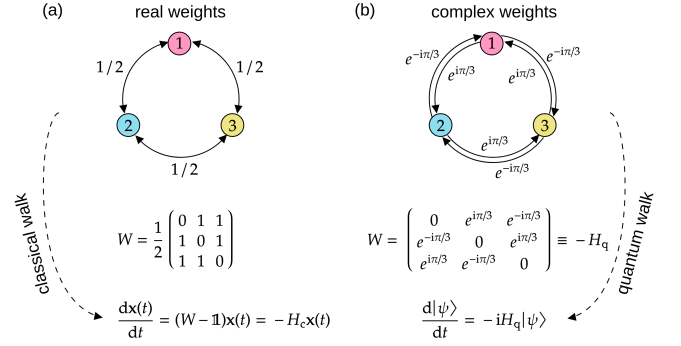 (a) real weights
1
1/2 1/2
2 3
1/2
classical walk
W = 1/2 ( 0 1 1
1 0 1
1 1 0 )
dx(t)/dt = (W − 𝟙)x(t) = − H_c x(t)
(b) complex weights
1
e^{−iπ/3} e^{−iπ/3}
e^{iπ/3} e^{iπ/3}
2 3
e^{iπ/3}
e^{−iπ/3}
quantum walk
W = ( 0 e^{iπ/3} e^{−iπ/3}
e^{−iπ/3} 0 e^{iπ/3}
e^{iπ/3} e^{−iπ/3} 0 ) ≡ − H_q
d|ψ⟩/dt = − iH_q|ψ⟩